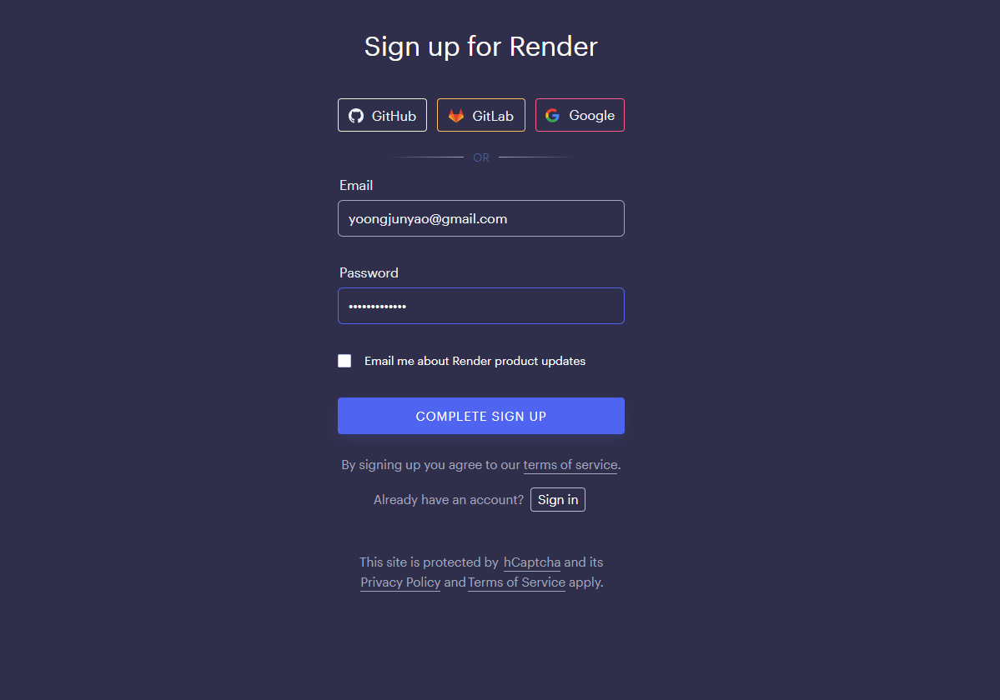 Sign up for Render
GitHub GitLab Google
OR
Email
yoongjunyao@gmail.com
Password
•••••••••••••
Email me about Render product updates
COMPLETE SIGN UP
By signing up you agree to our terms of service.
Already have an account? Sign in
This site is protected by hCaptcha and its
Privacy Policy and Terms of Service apply.